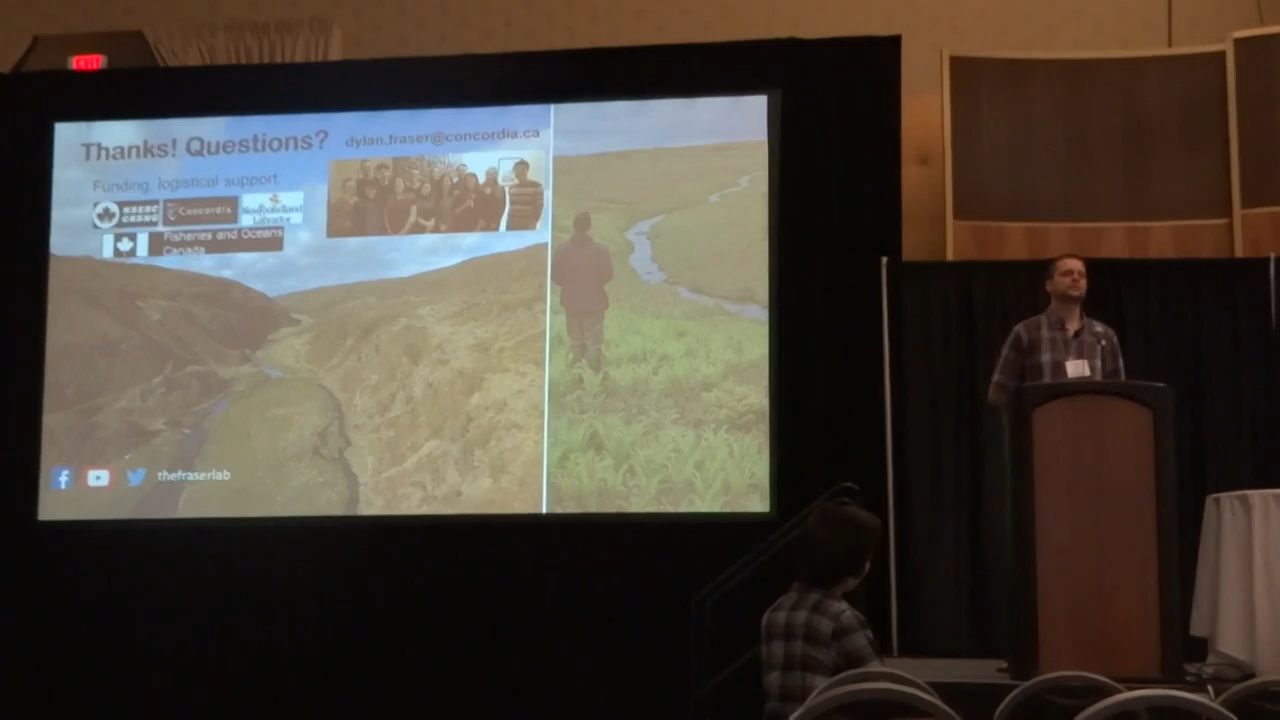 Thanks! Questions?
dylan.fraser@concordia.ca
Funding, logistical support:
NSERC
CRSNG
Concordia
Newfoundland
Labrador
Fisheries and Oceans
Canada
thefraserlab
EXIT